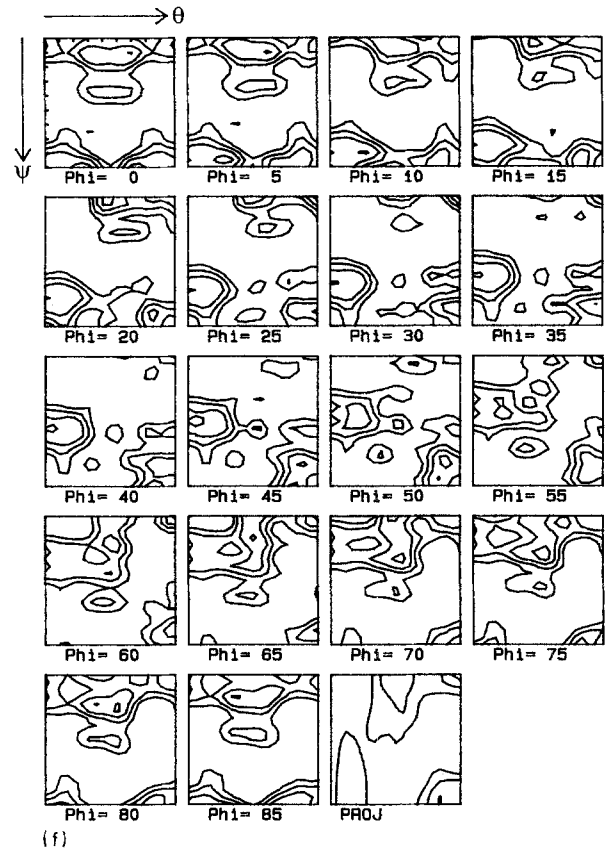 θ
ψ
Phi= 0 Phi= 5 Phi= 10 Phi= 15
Phi= 20 Phi= 25 Phi= 30 Phi= 35
Phi= 40 Phi= 45 Phi= 50 Phi= 55
Phi= 60 Phi= 65 Phi= 70 Phi= 75
Phi= 80 Phi= 85 PROJ
(f)